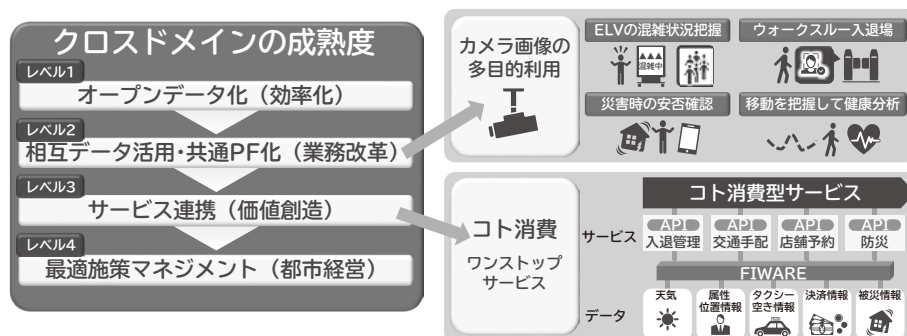 クロスドメインの成熟度
レベル1
オープンデータ化（効率化）
レベル2
相互データ活用･共通PF化（業務改革）
レベル3
サービス連携（価値創造）
レベル4
最適施策マネジメント（都市経営）
カメラ画像の
多目的利用
ELVの混雑状況把握
混雑中
ウォークスルー入退場
災害時の安否確認
移動を把握して健康分析
コト消費
ワンストップ
サービス
コト消費型サービス
サービス
API
入退管理
API
交通手配
API
店舗予約
API
防災
FIWARE
データ
天気
属性
位置情報
タクシー
空き情報
決済情報
被災情報